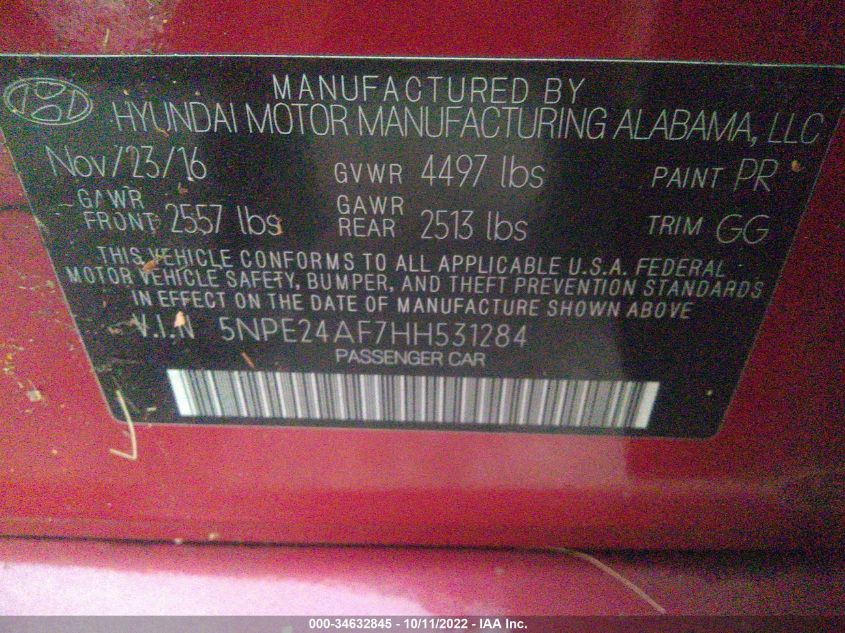 MANUFACTURED BY
HYUNDAI MOTOR MANUFACTURING ALABAMA, LLC
Nov/23/16 GVWR 4497 lbs PAINT PR
GAWR FRONT 2557 lbs GAWR REAR 2513 lbs TRIM GG
THIS VEHICLE CONFORMS TO ALL APPLICABLE U.S.A. FEDERAL
MOTOR VEHICLE SAFETY, BUMPER, AND THEFT PREVENTION STANDARDS
IN EFFECT ON THE DATE OF MANUFACTURE SHOWN ABOVE
V.I.N 5NPE24AF7HH531284
PASSENGER CAR
000-34632845 - 10/11/2022 - IAA Inc.